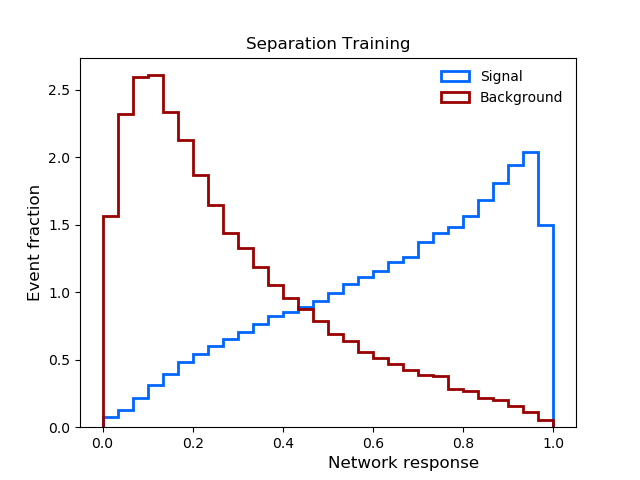 Separation Training
Signal
Background
Event fraction
2.5
2.0
1.5
1.0
0.5
0.0
0.0 0.2 0.4 0.6 0.8 1.0
Network response